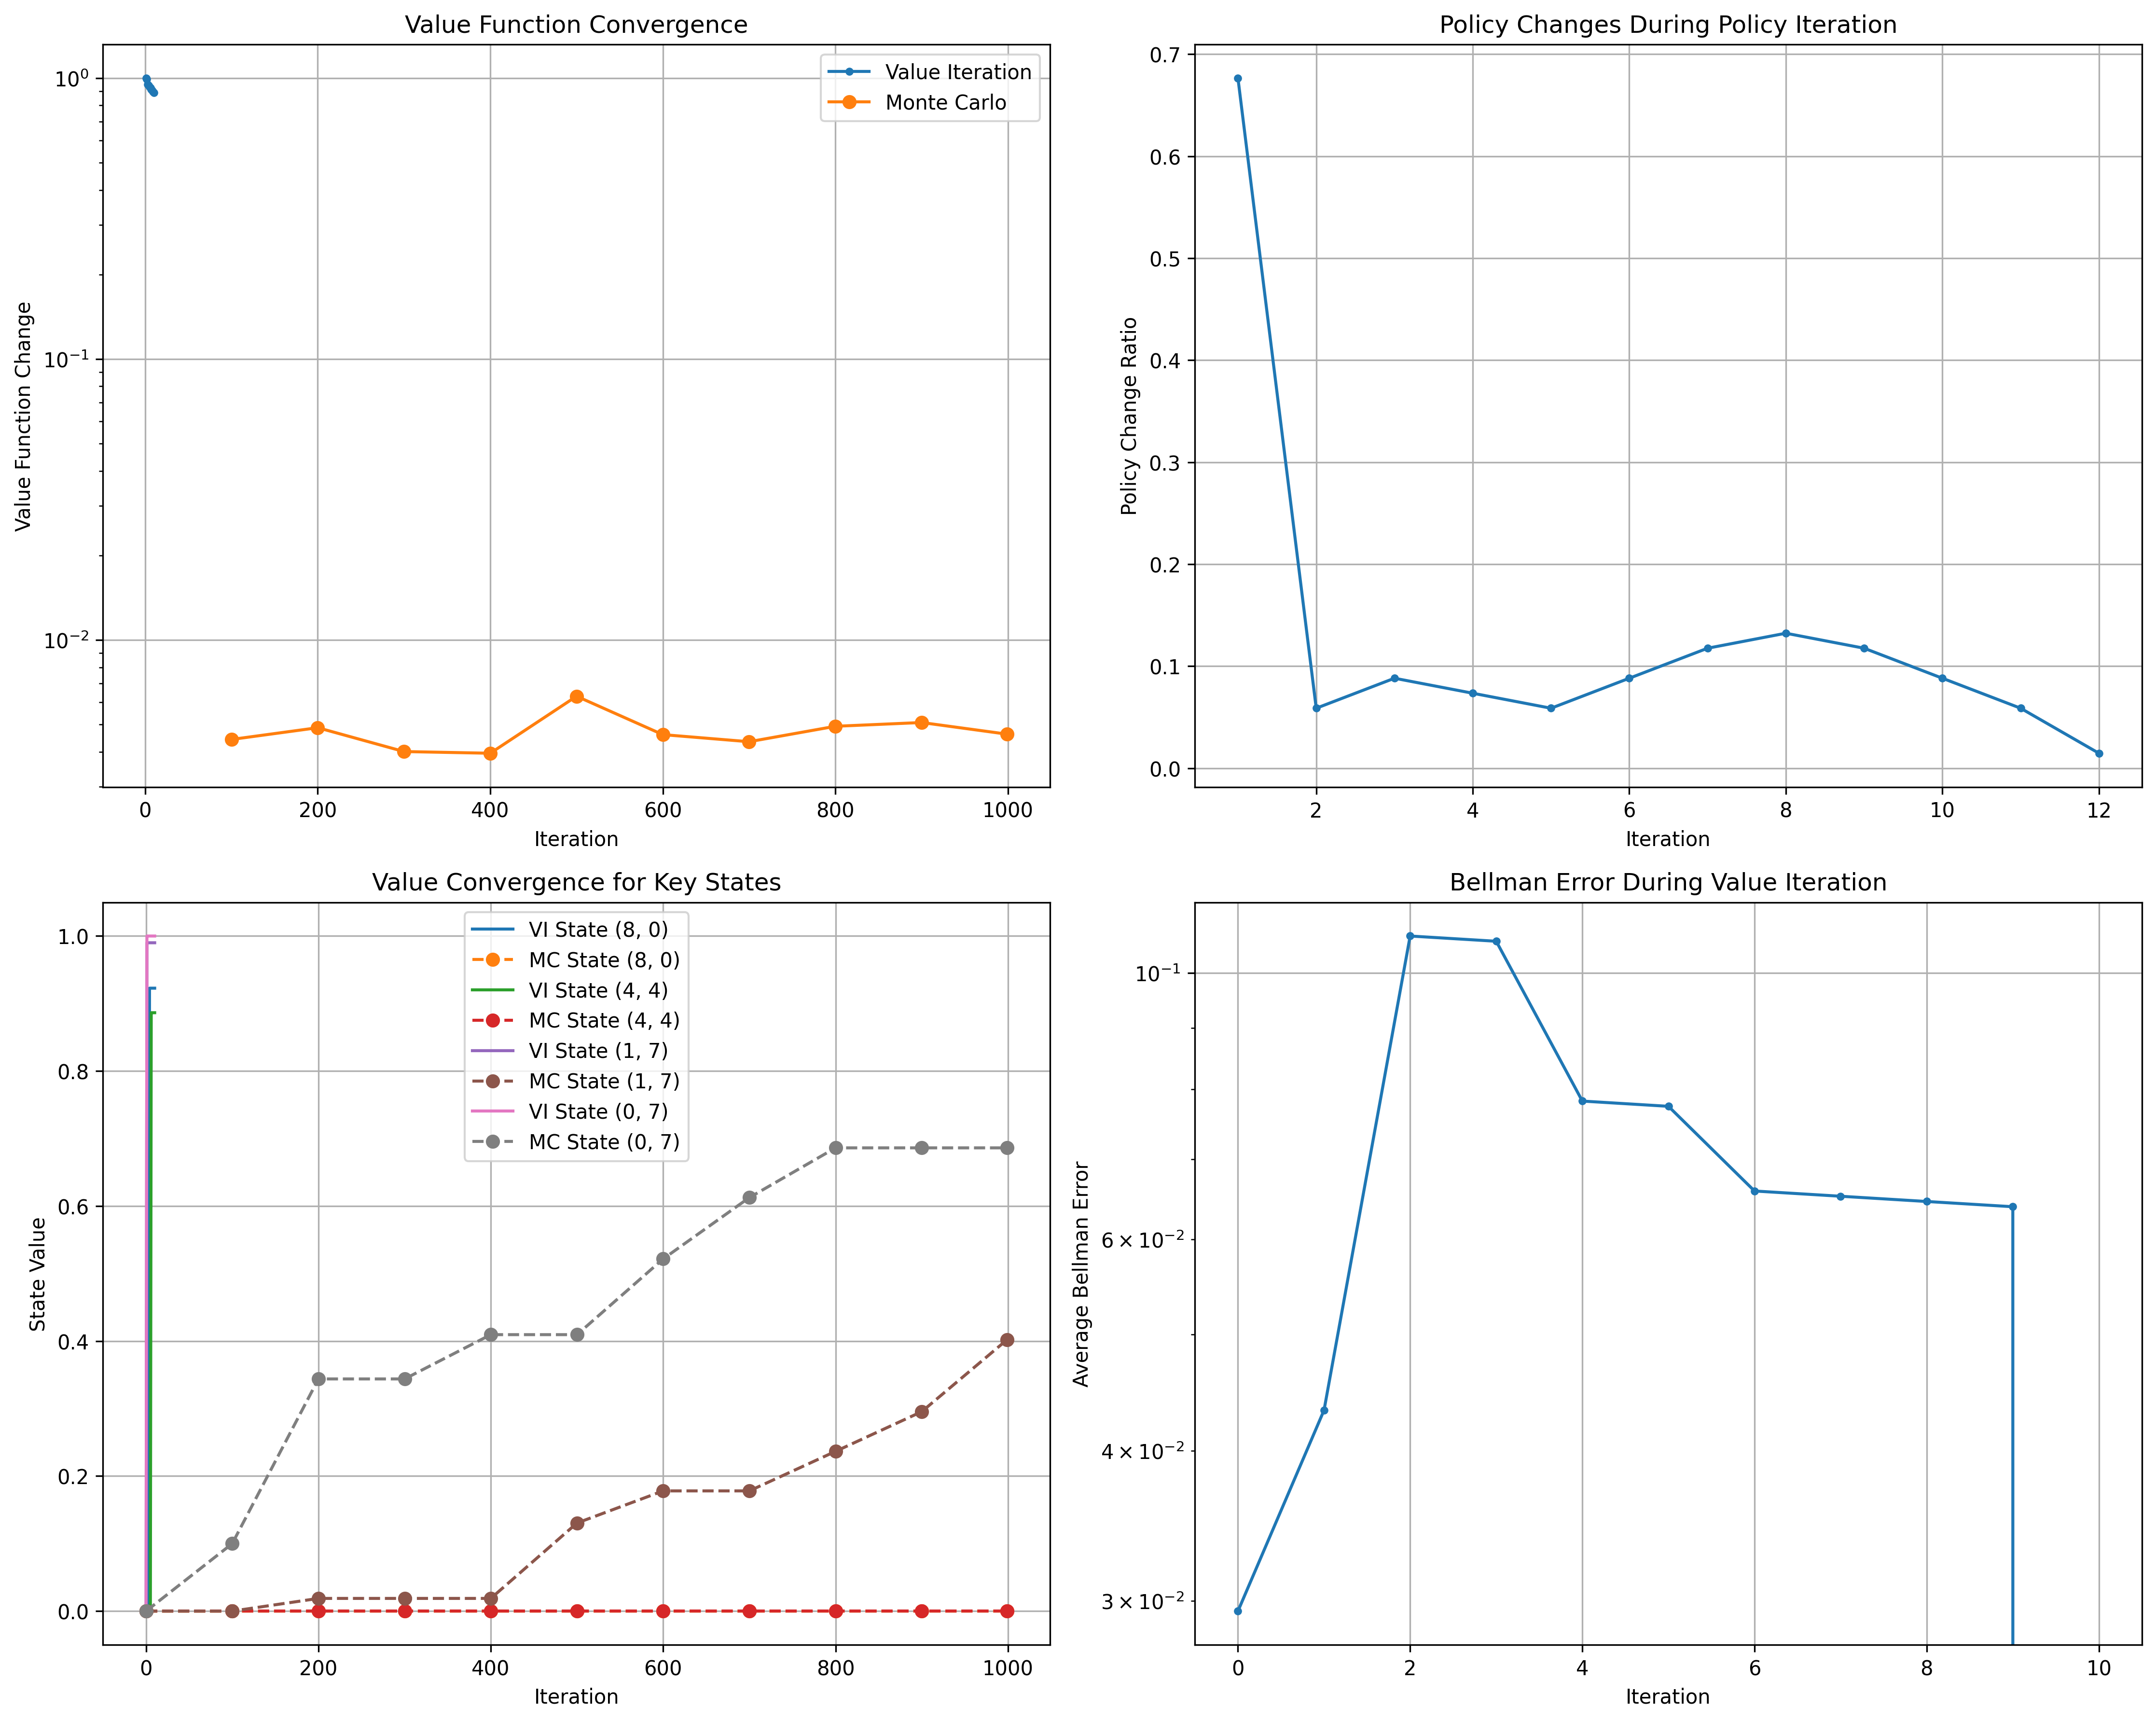 Value Function Convergence
10⁰
10⁻¹
10⁻²
Value Function Change
Value Iteration
Monte Carlo
0 200 400 600 800 1000
Iteration
Policy Changes During Policy Iteration
0.7
0.6
0.5
0.4
0.3
0.2
0.1
0.0
Policy Change Ratio
2 4 6 8 10 12
Iteration
Value Convergence for Key States
1.0
0.8
0.6
0.4
0.2
0.0
State Value
VI State (8, 0)
MC State (8, 0)
VI State (4, 4)
MC State (4, 4)
VI State (1, 7)
MC State (1, 7)
VI State (0, 7)
MC State (0, 7)
0 200 400 600 800 1000
Iteration
Bellman Error During Value Iteration
10⁻¹
6 × 10⁻²
4 × 10⁻²
3 × 10⁻²
Average Bellman Error
0 2 4 6 8 10
Iteration